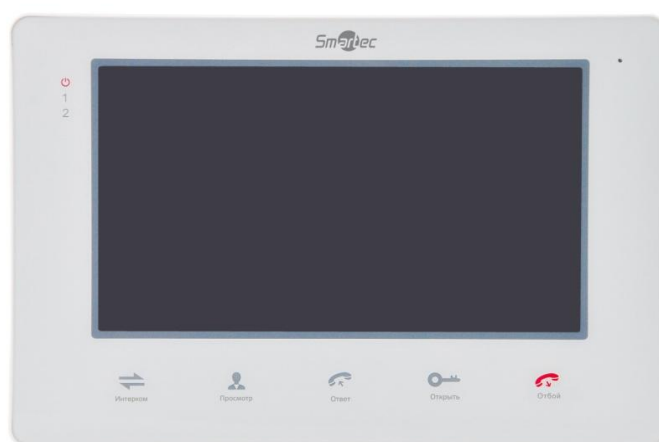 Smartec
1
2
Интерком
Просмотр
Ответ
Открыть
Отбой